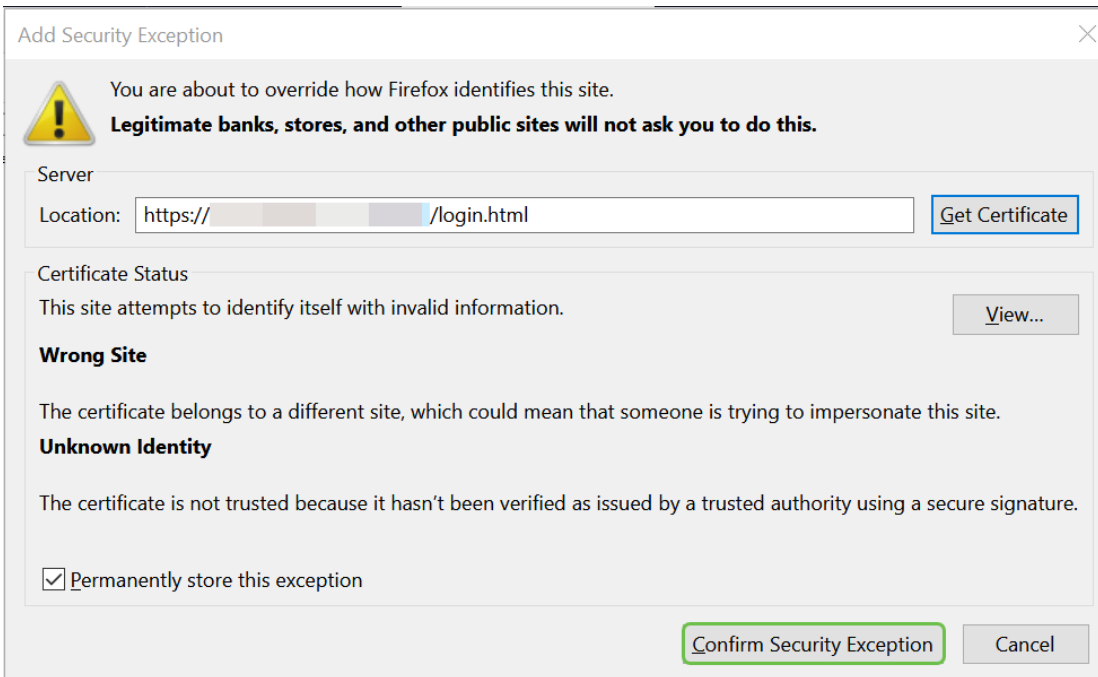 Add Security Exception
You are about to override how Firefox identifies this site.
Legitimate banks, stores, and other public sites will not ask you to do this.
Server
Location: https:// /login.html Get Certificate
Certificate Status
This site attempts to identify itself with invalid information.
View...
Wrong Site
The certificate belongs to a different site, which could mean that someone is trying to impersonate this site.
Unknown Identity
The certificate is not trusted because it hasn't been verified as issued by a trusted authority using a secure signature.
Permanently store this exception
Confirm Security Exception Cancel